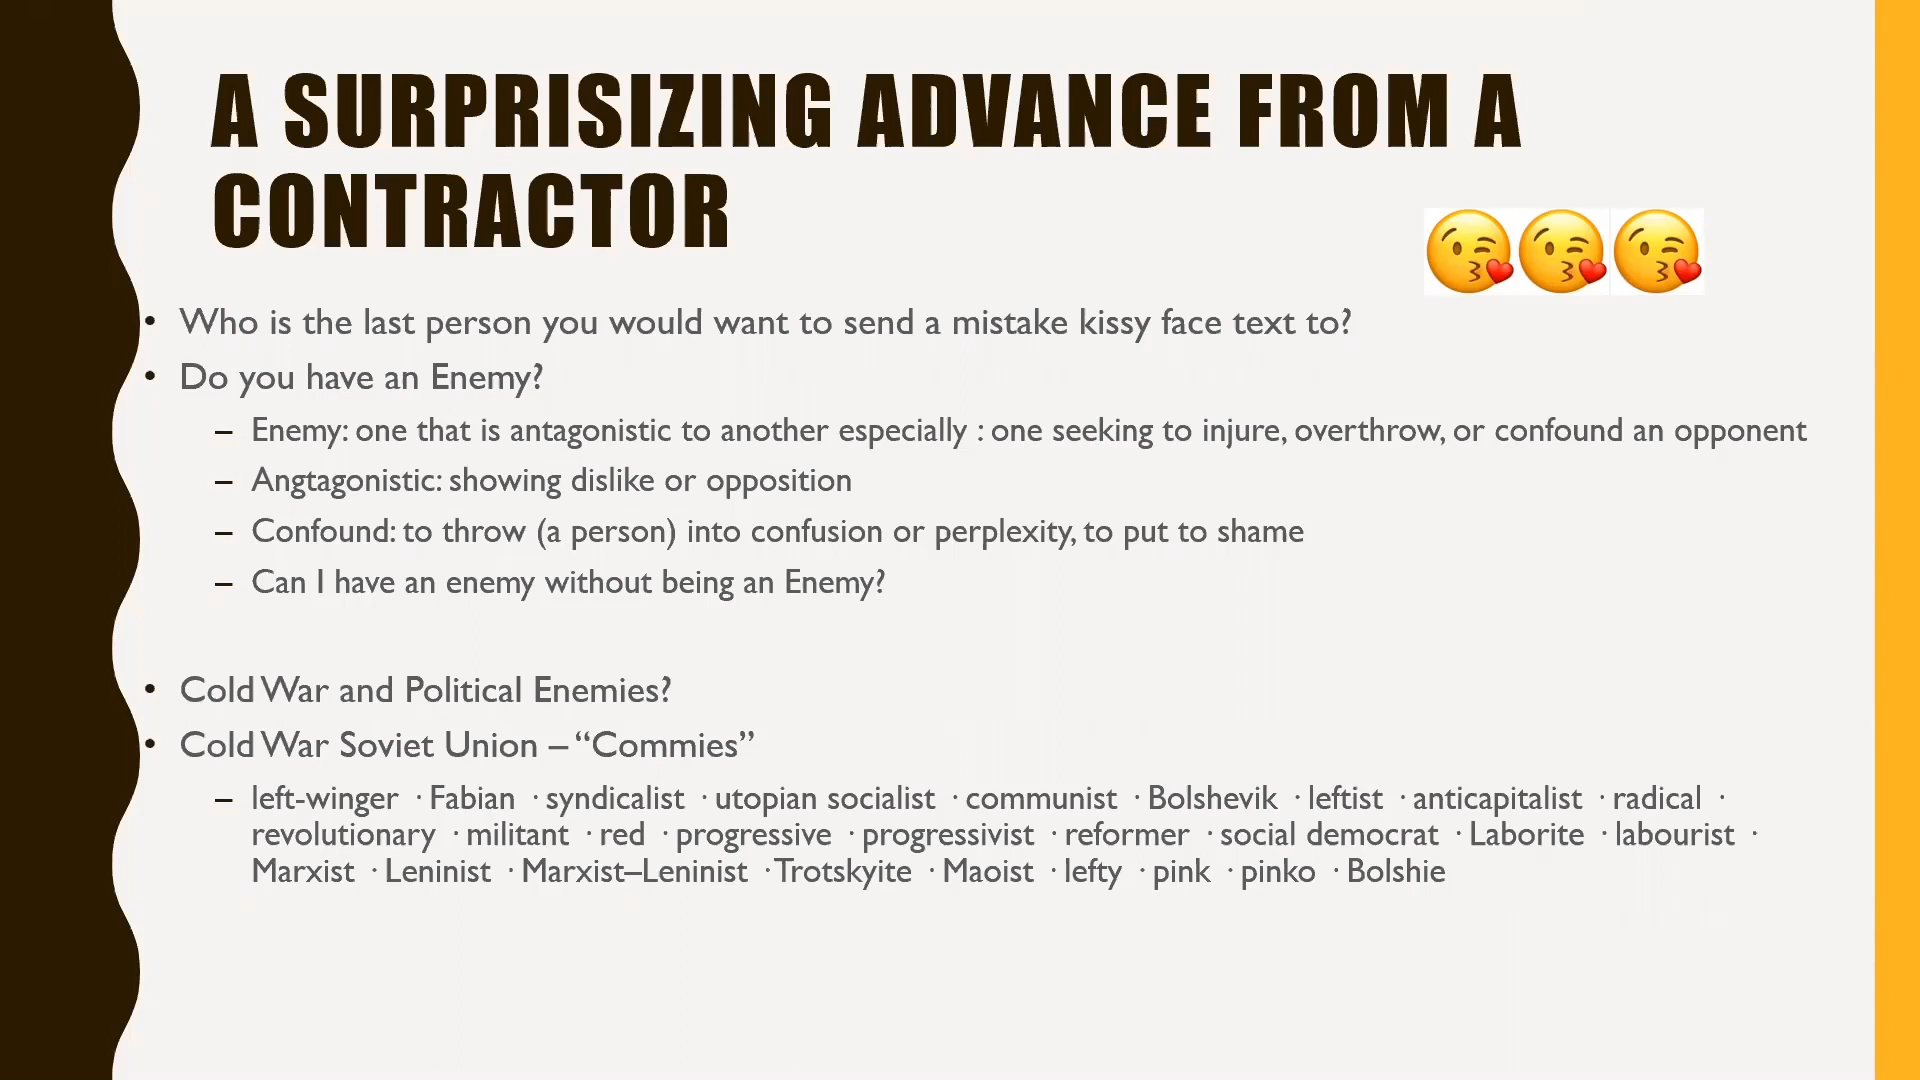 A SURPRISIZING ADVANCE FROM A
CONTRACTOR
• Who is the last person you would want to send a mistake kissy face text to?
• Do you have an Enemy?
– Enemy: one that is antagonistic to another especially : one seeking to injure, overthrow, or confound an opponent
– Angtagonistic: showing dislike or opposition
– Confound: to throw (a person) into confusion or perplexity, to put to shame
– Can I have an enemy without being an Enemy?
• Cold War and Political Enemies?
• Cold War Soviet Union – “Commies”
– left-winger · Fabian · syndicalist · utopian socialist · communist · Bolshevik · leftist · anticapitalist · radical ·
revolutionary · militant · red · progressive · progressivist · reformer · social democrat · Laborite · labourist ·
Marxist · Leninist · Marxist–Leninist · Trotskyite · Maoist · lefty · pink · pinko · Bolshie